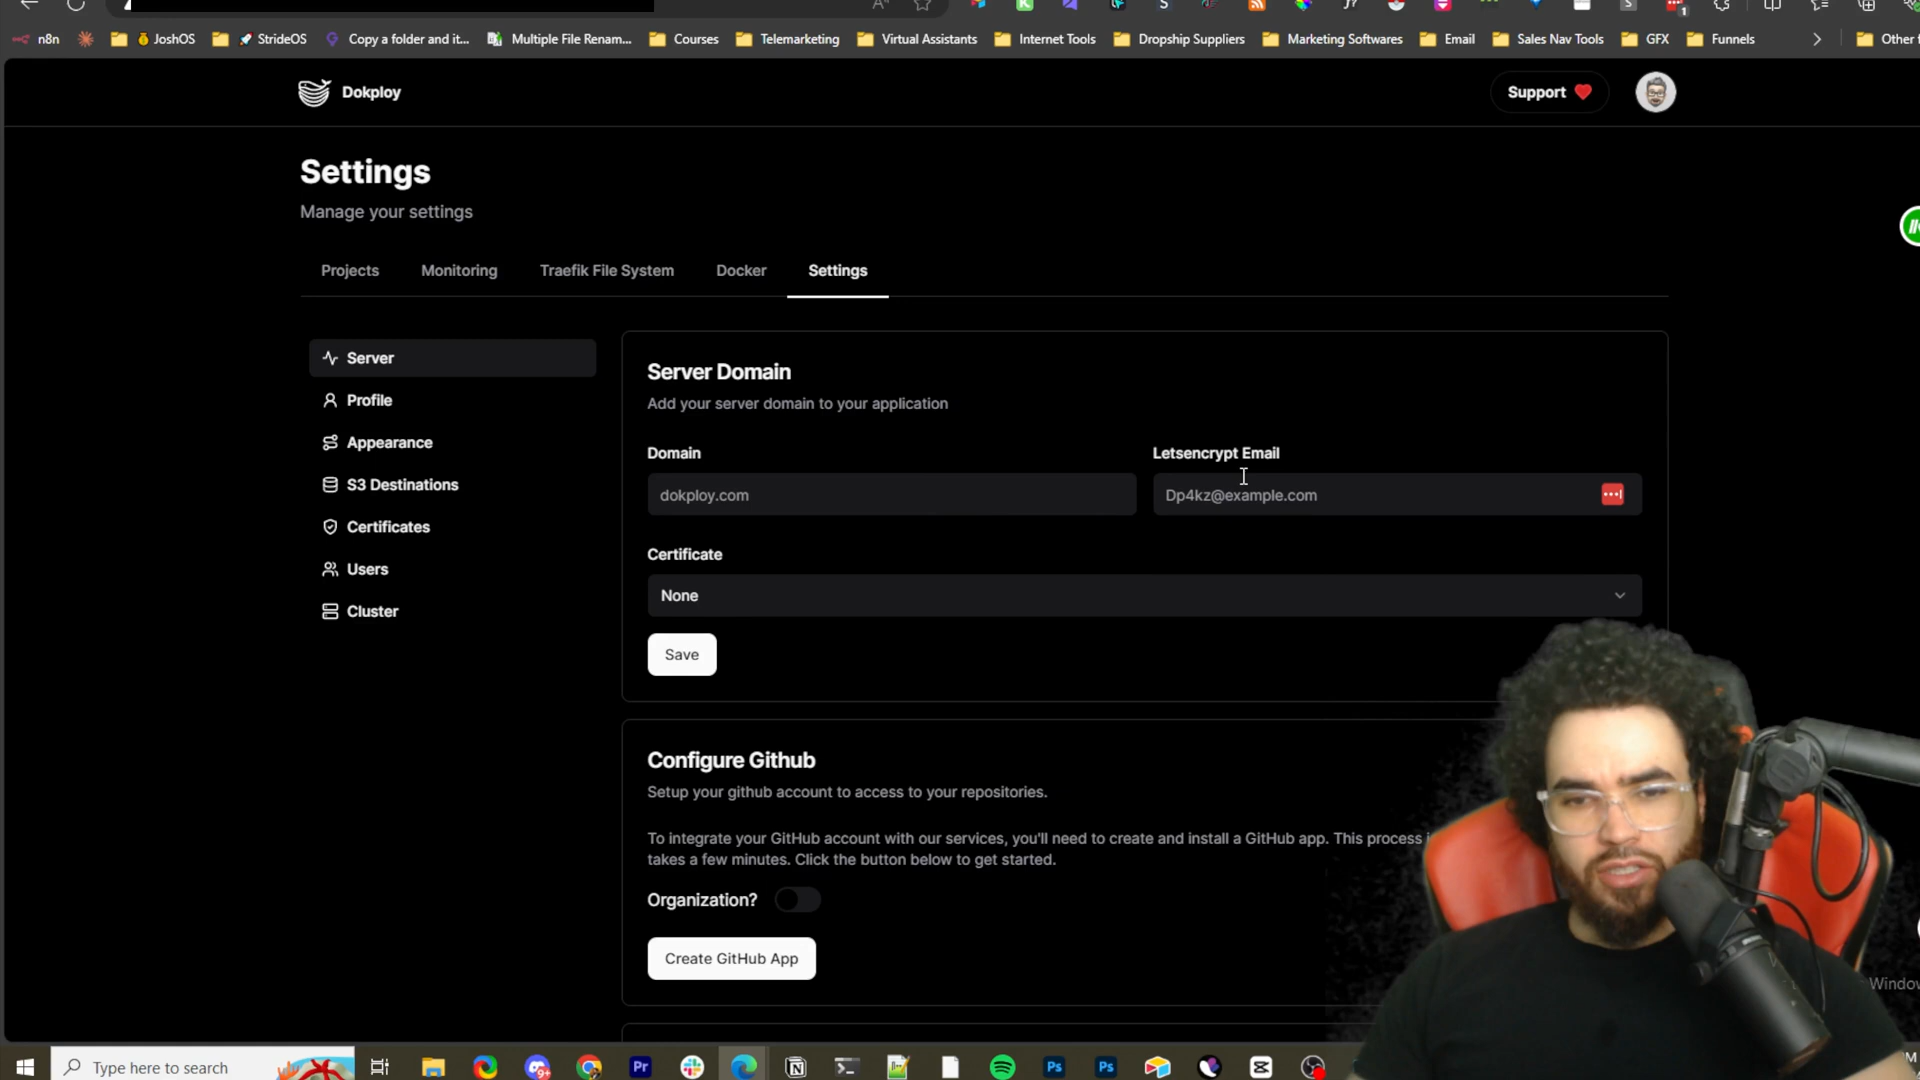 n8n JoshOS StrideOS Copy a folder and it... Multiple File Renam... Courses Telemarketing Virtual Assistants Internet Tools Dropship Suppliers Marketing Softwares Email Sales Nav Tools GFX Funnels Other f
Dokploy Support
Settings
Manage your settings
Projects Monitoring Traefik File System Docker Settings
Server
Profile
Appearance
S3 Destinations
Certificates
Users
Cluster
Server Domain
Add your server domain to your application
Domain Letsencrypt Email
dokploy.com Dp4kz@example.com
Certificate
None
Save
Configure Github
Setup your github account to access to your repositories.
To integrate your GitHub account with our services, you'll need to create and install a GitHub app. This process
takes a few minutes. Click the button below to get started.
Organization?
Create GitHub App
Window
Type here to search 9+ Pr Ps Ps